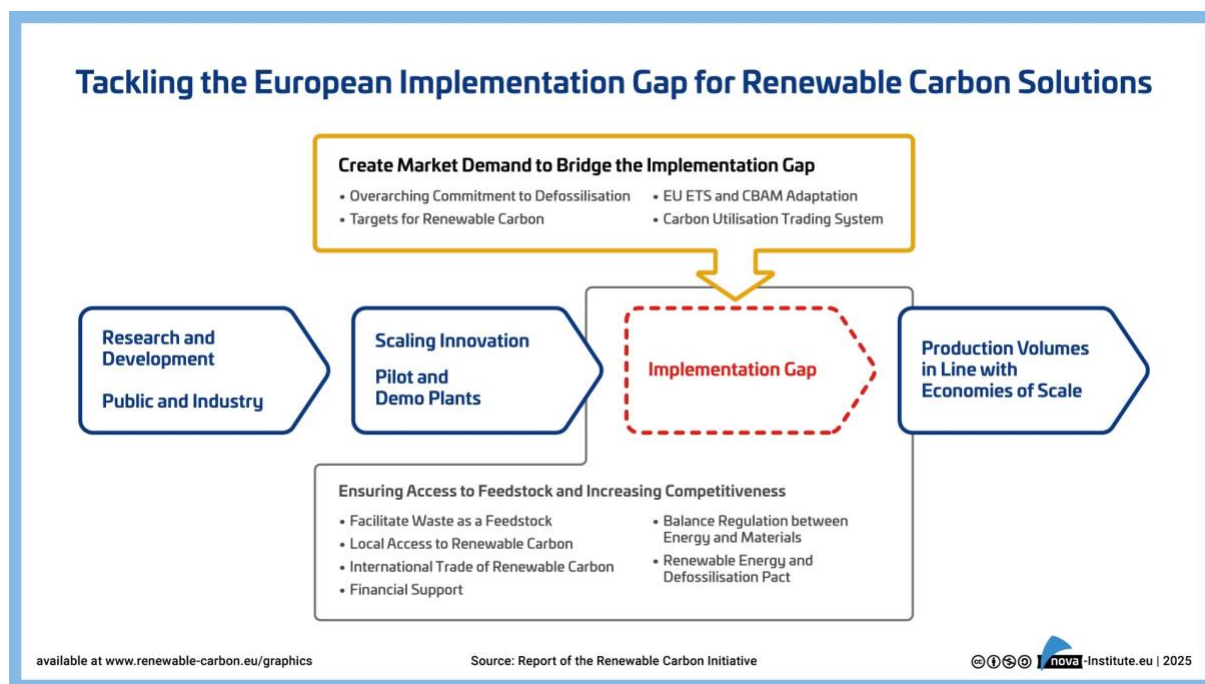 Tackling the European Implementation Gap for Renewable Carbon Solutions
Create Market Demand to Bridge the Implementation Gap
• Overarching Commitment to Defossilisation
• Targets for Renewable Carbon
• EU ETS and CBAM Adaptation
• Carbon Utilisation Trading System
Research and
Development
Public and Industry
Scaling Innovation
Pilot and
Demo Plants
Implementation Gap
Production Volumes
in Line with
Economies of Scale
Ensuring Access to Feedstock and Increasing Competitiveness
• Facilitate Waste as a Feedstock
• Local Access to Renewable Carbon
• International Trade of Renewable Carbon
• Financial Support
• Balance Regulation between
Energy and Materials
• Renewable Energy and
Defossilisation Pact
available at www.renewable-carbon.eu/graphics
Source: Report of the Renewable Carbon Initiative
nova-Institute.eu | 2025